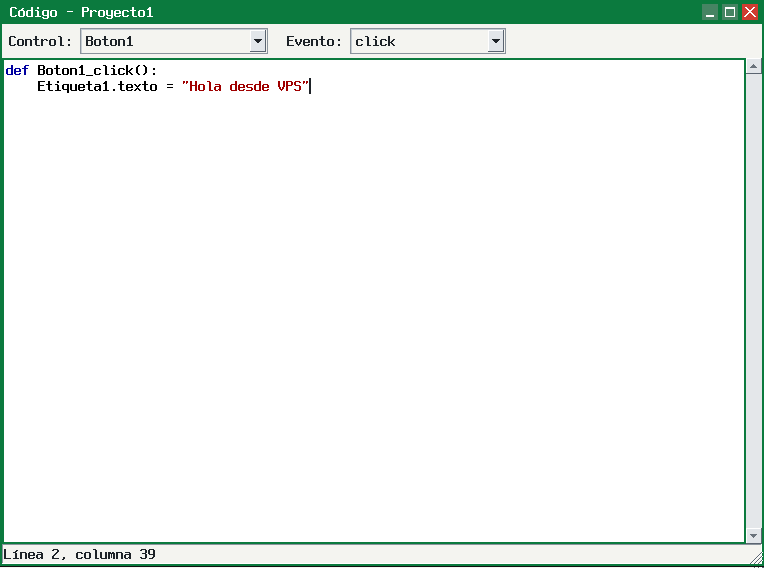 Código - Proyecto1
Control: Boton1 Evento: click
def Boton1_click():
    Etiqueta1.texto = "Hola desde VPS"
Línea 2, columna 39